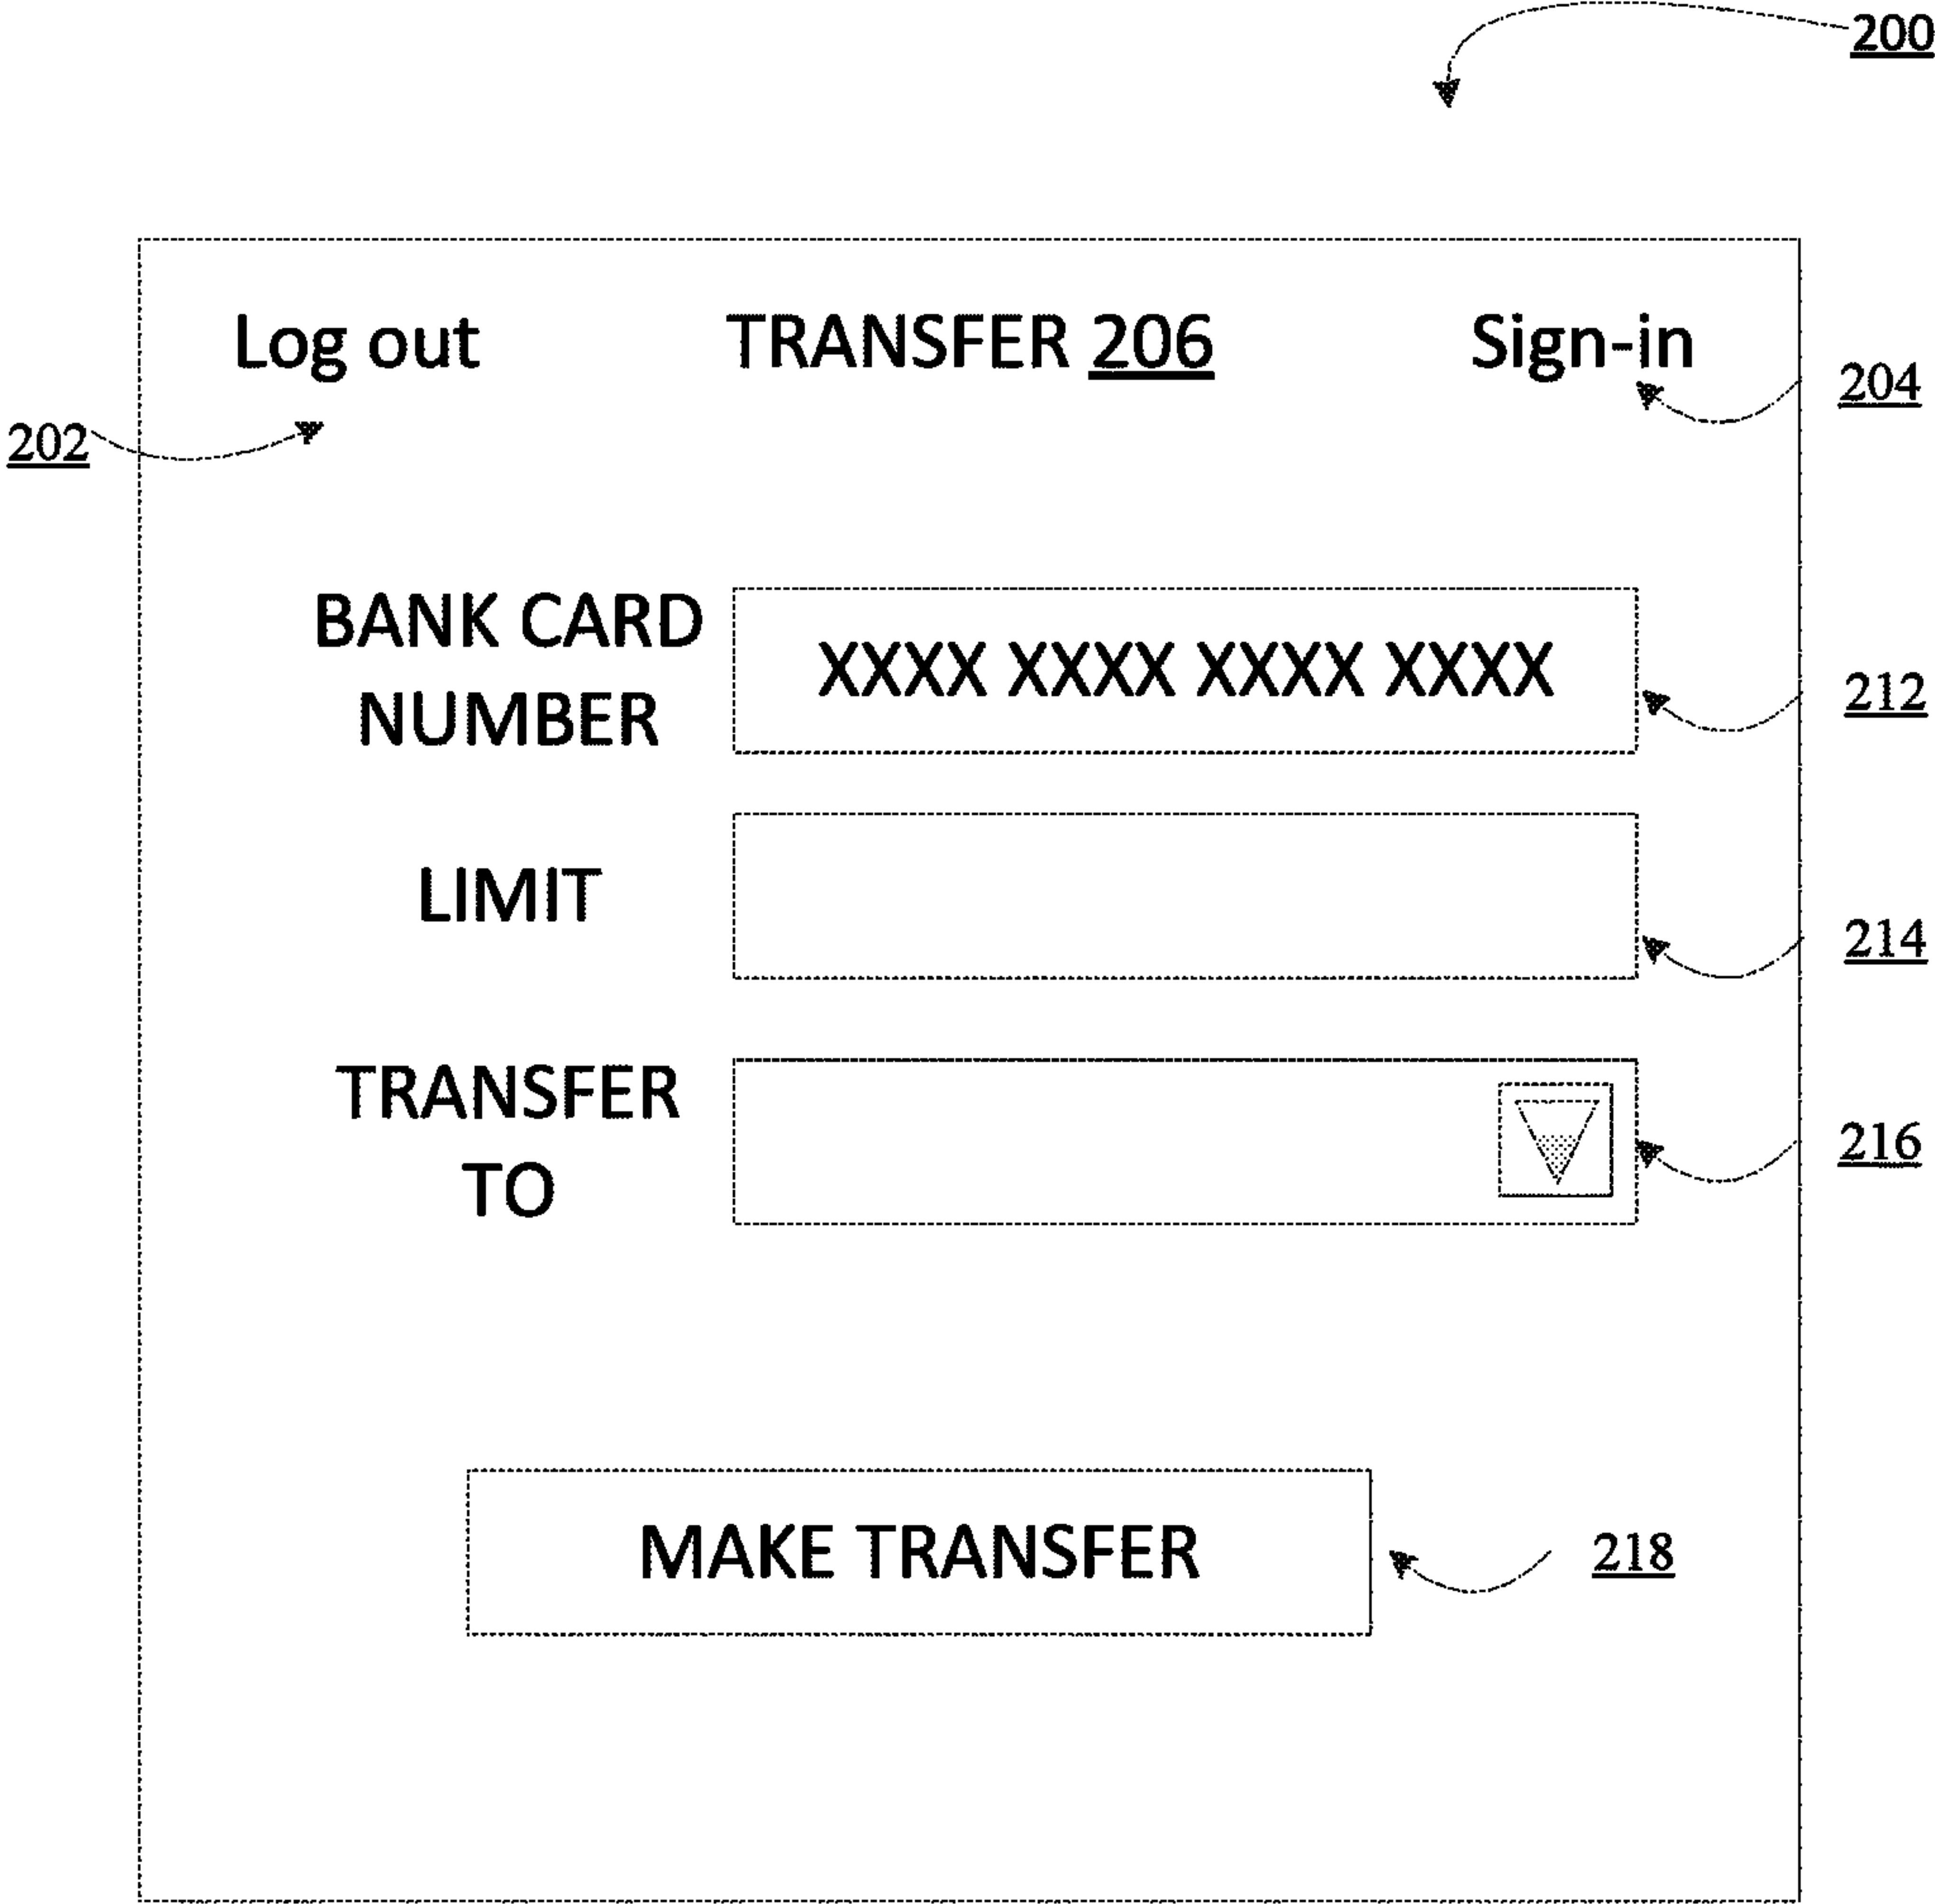 200
Log out TRANSFER 206 Sign-in
204
202
BANK CARD
NUMBER
XXXX XXXX XXXX XXXX
212
LIMIT
214
TRANSFER
TO
216
MAKE TRANSFER
218